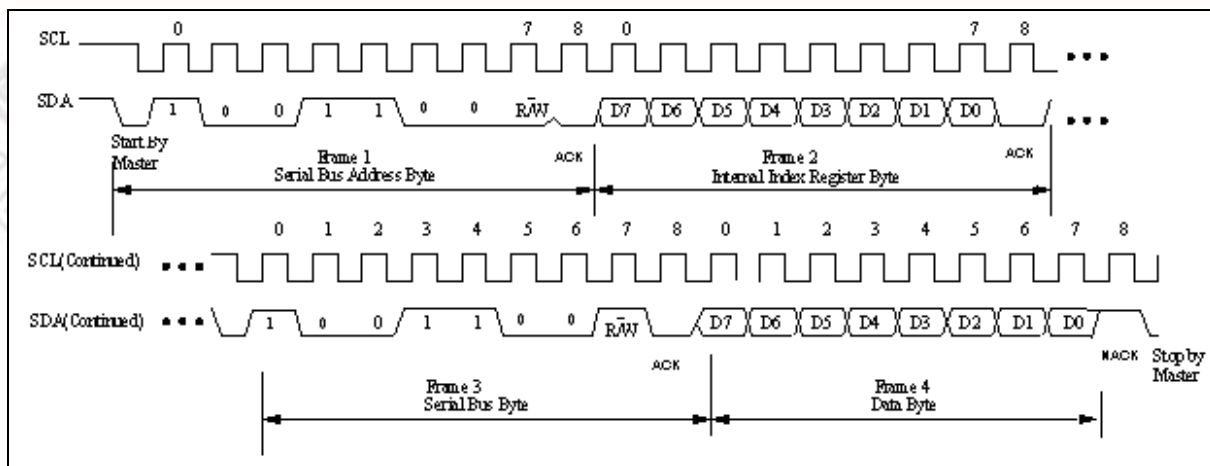 0 7 8 0 7 8
SCL
SDA 1 0 0 1 1 0 0 R/W D7 D6 D5 D4 D3 D2 D1 D0
Start By
Master
Frame 1 ACK Frame 2 ACK
Serial Bus Address Byte Internal Index Register Byte
0 1 2 3 4 5 6 7 8 0 1 2 3 4 5 6 7 8
SCL(Continued)
SDA(Continued) 1 0 0 1 1 0 0 R/W D7 D6 D5 D4 D3 D2 D1 D0
ACK NACK Stop by
Master
Frame 3 Frame 4
Serial Bus Byte Data Byte